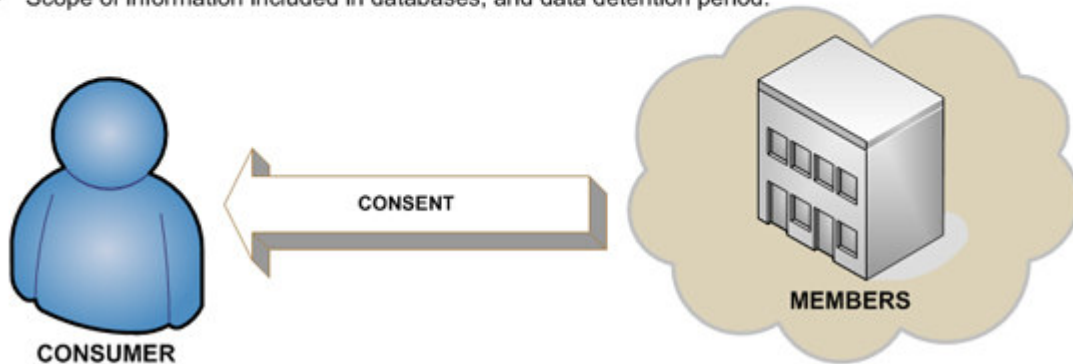 Scope of information included in databases, and data detention period.
CONSENT
MEMBERS
CONSUMER